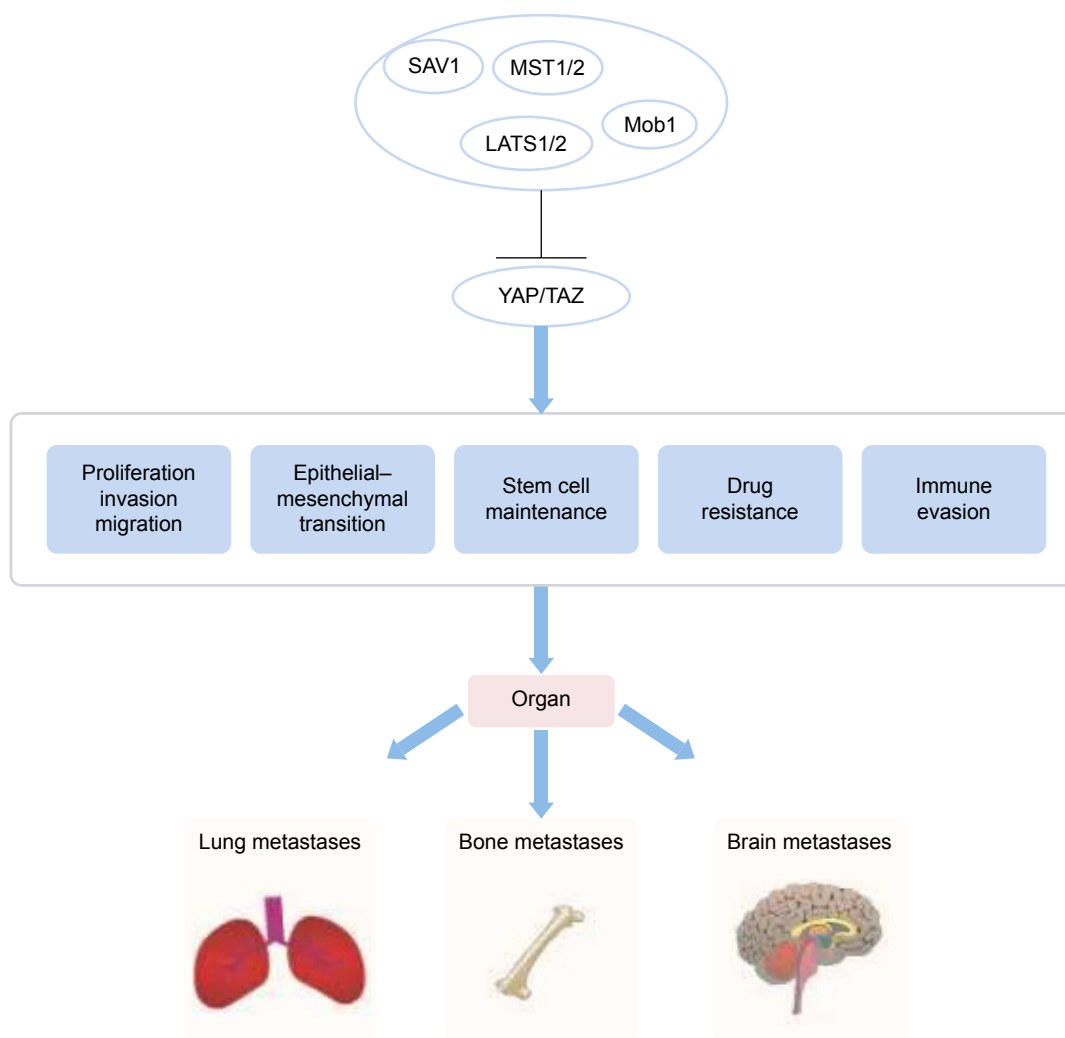 SAV1
MST1/2
Mob1
LATS1/2
YAP/TAZ
Proliferation
invasion
migration
Epithelial–
mesenchymal
transition
Stem cell
maintenance
Drug
resistance
Immune
evasion
Organ
Lung metastases
Bone metastases
Brain metastases